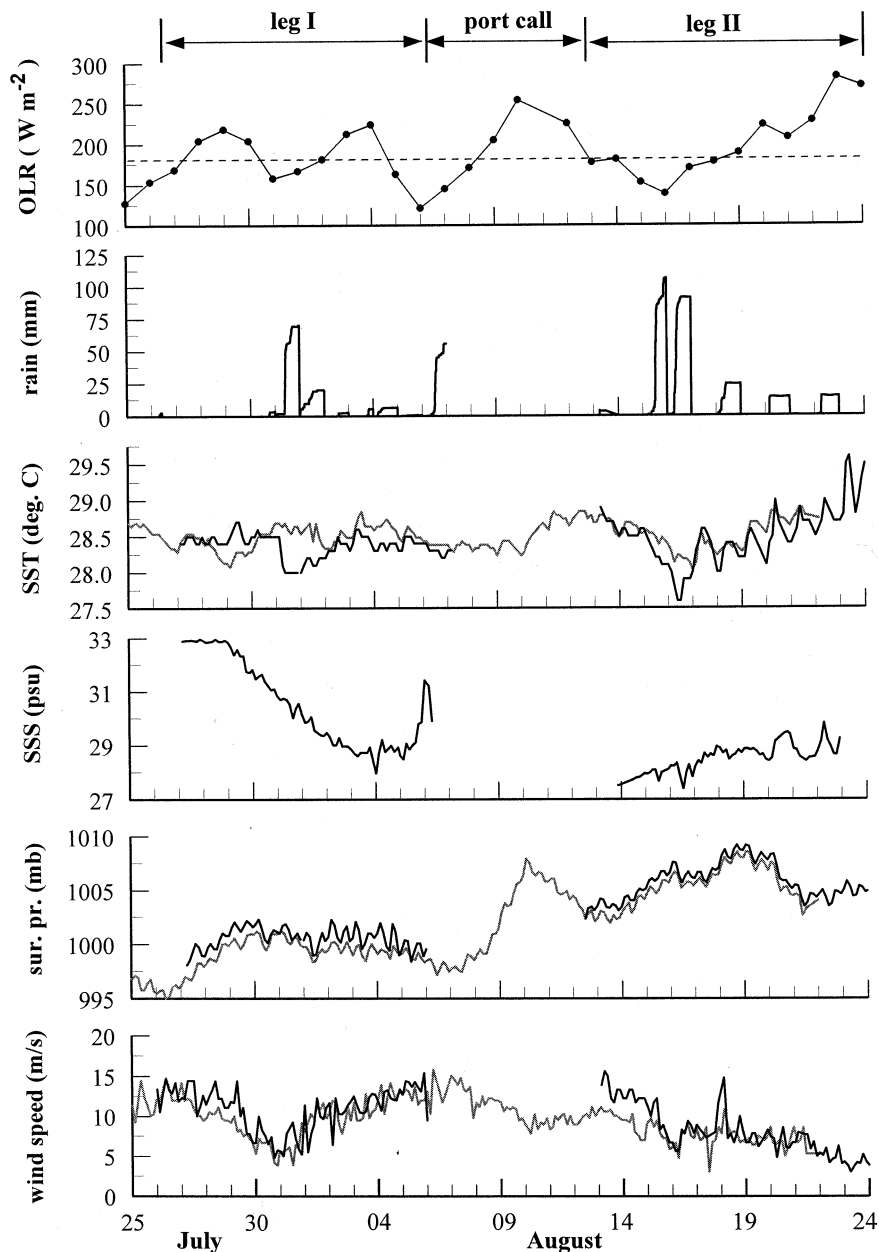 leg I
port call
leg II
OLR ( W m-2 )
300
250
200
150
100
rain (mm)
125
100
75
50
25
0
SST (deg. C)
29.5
29.0
28.5
28.0
27.5
SSS (psu)
33
31
29
27
sur. pr. (mb)
1010
1005
1000
995
wind speed (m/s)
20
15
10
5
0
25 30 04 09 14 19 24
July August